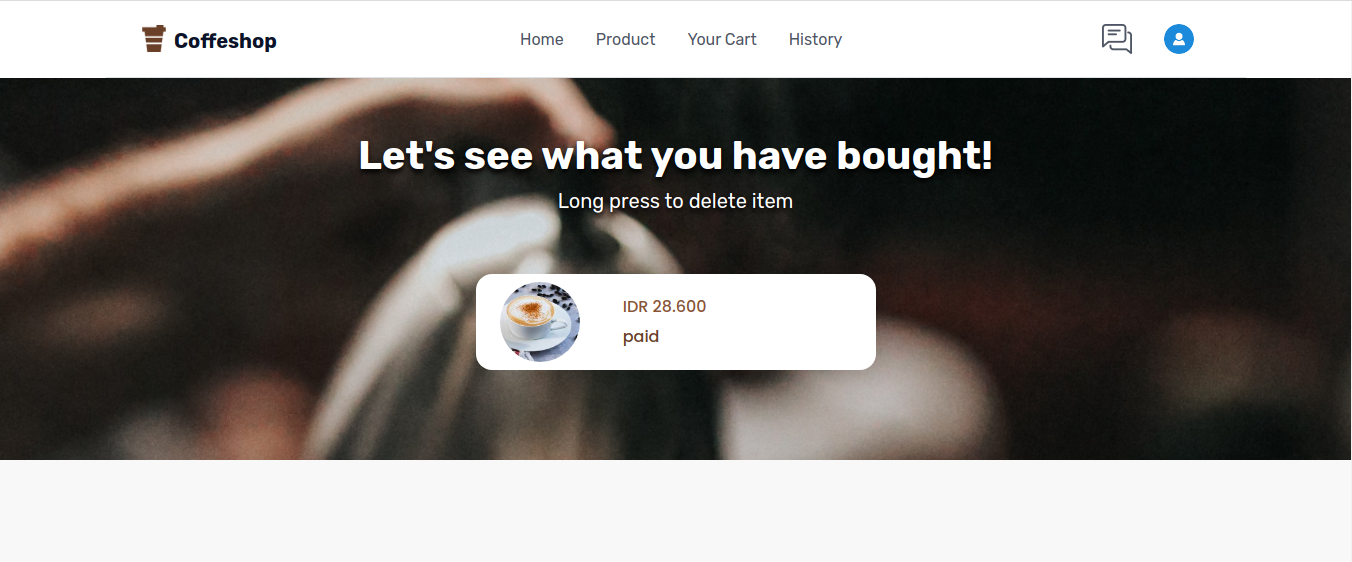 Coffeshop
Home Product Your Cart History
Let's see what you have bought!
Long press to delete item
IDR 28.600
paid